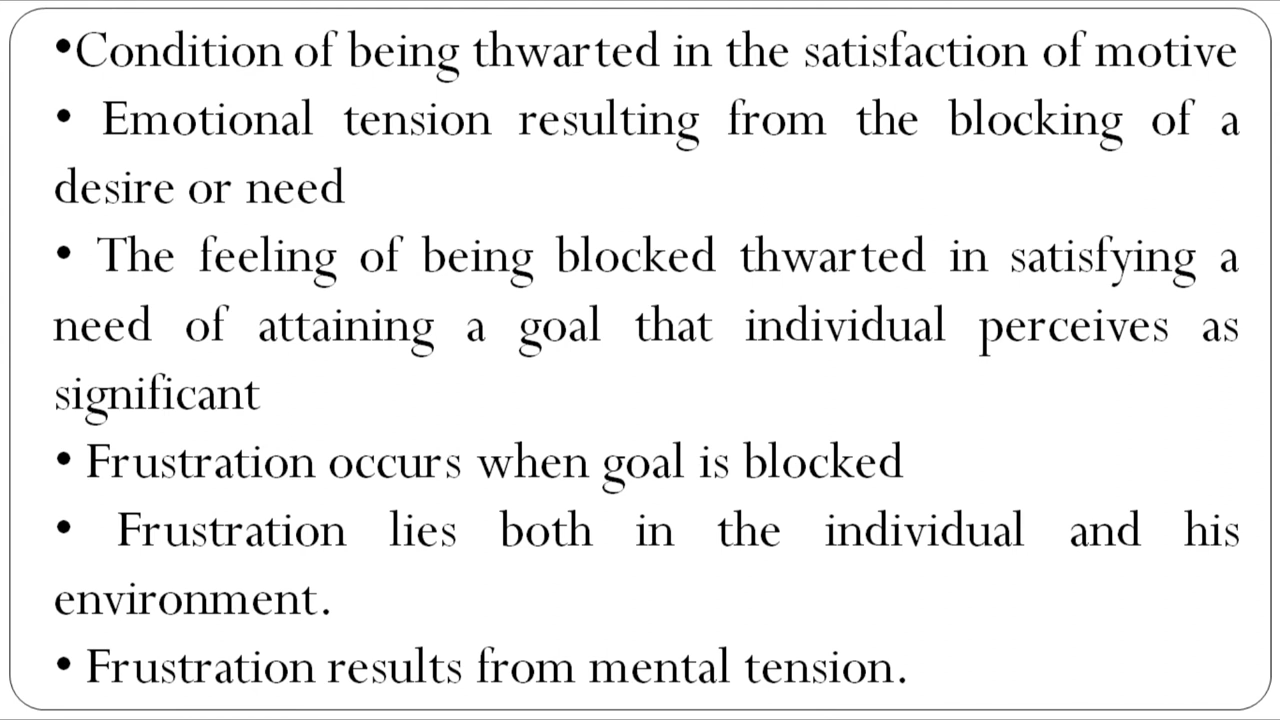 •Condition of being thwarted in the satisfaction of motive
• Emotional tension resulting from the blocking of a
desire or need
• The feeling of being blocked thwarted in satisfying a
need of attaining a goal that individual perceives as
significant
• Frustration occurs when goal is blocked
• Frustration lies both in the individual and his
environment.
• Frustration results from mental tension.